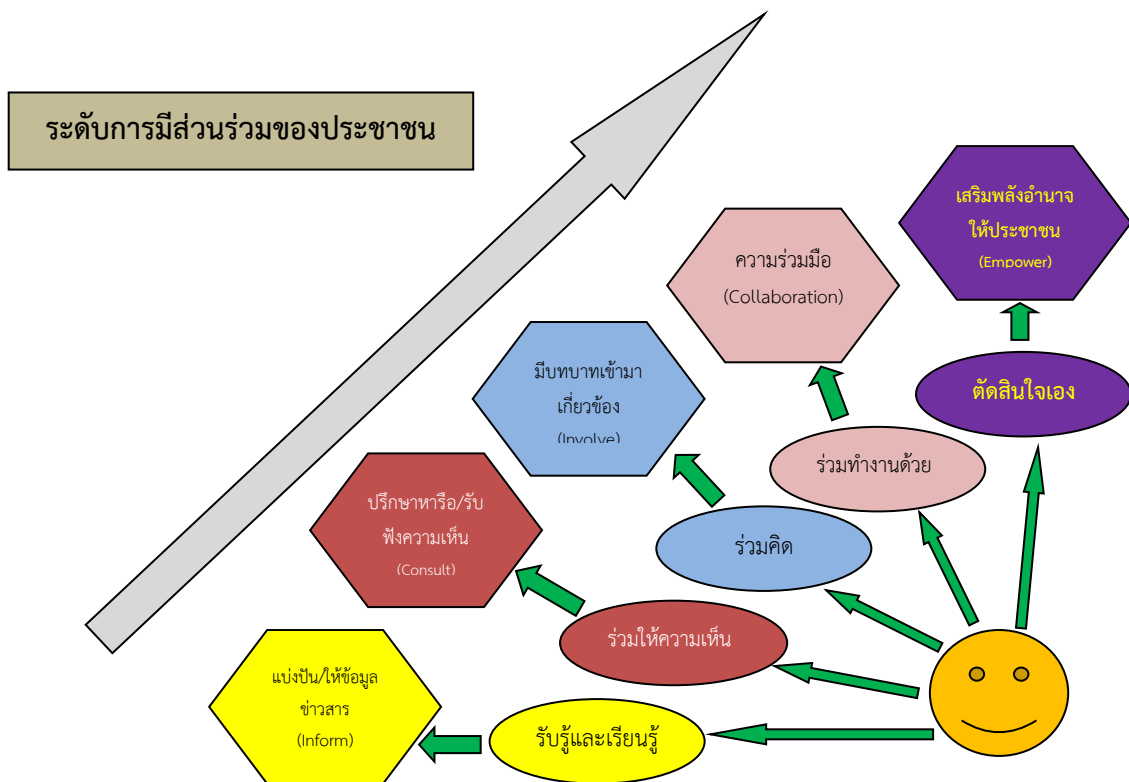 ระดับการมีส่วนร่วมของประชาชน
เสริมพลังอำนาจ
ให้ประชาชน
(Empower)
ความร่วมมือ
(Collaboration)
มีบทบาทเข้ามา
เกี่ยวข้อง
(Involve)
ตัดสินใจเอง
ร่วมทำงานด้วย
ปรึกษาหารือ/รับ
ฟังความเห็น
(Consult)
ร่วมคิด
ร่วมให้ความเห็น
แบ่งปัน/ให้ข้อมูล
ข่าวสาร
(Inform)
รับรู้และเรียนรู้